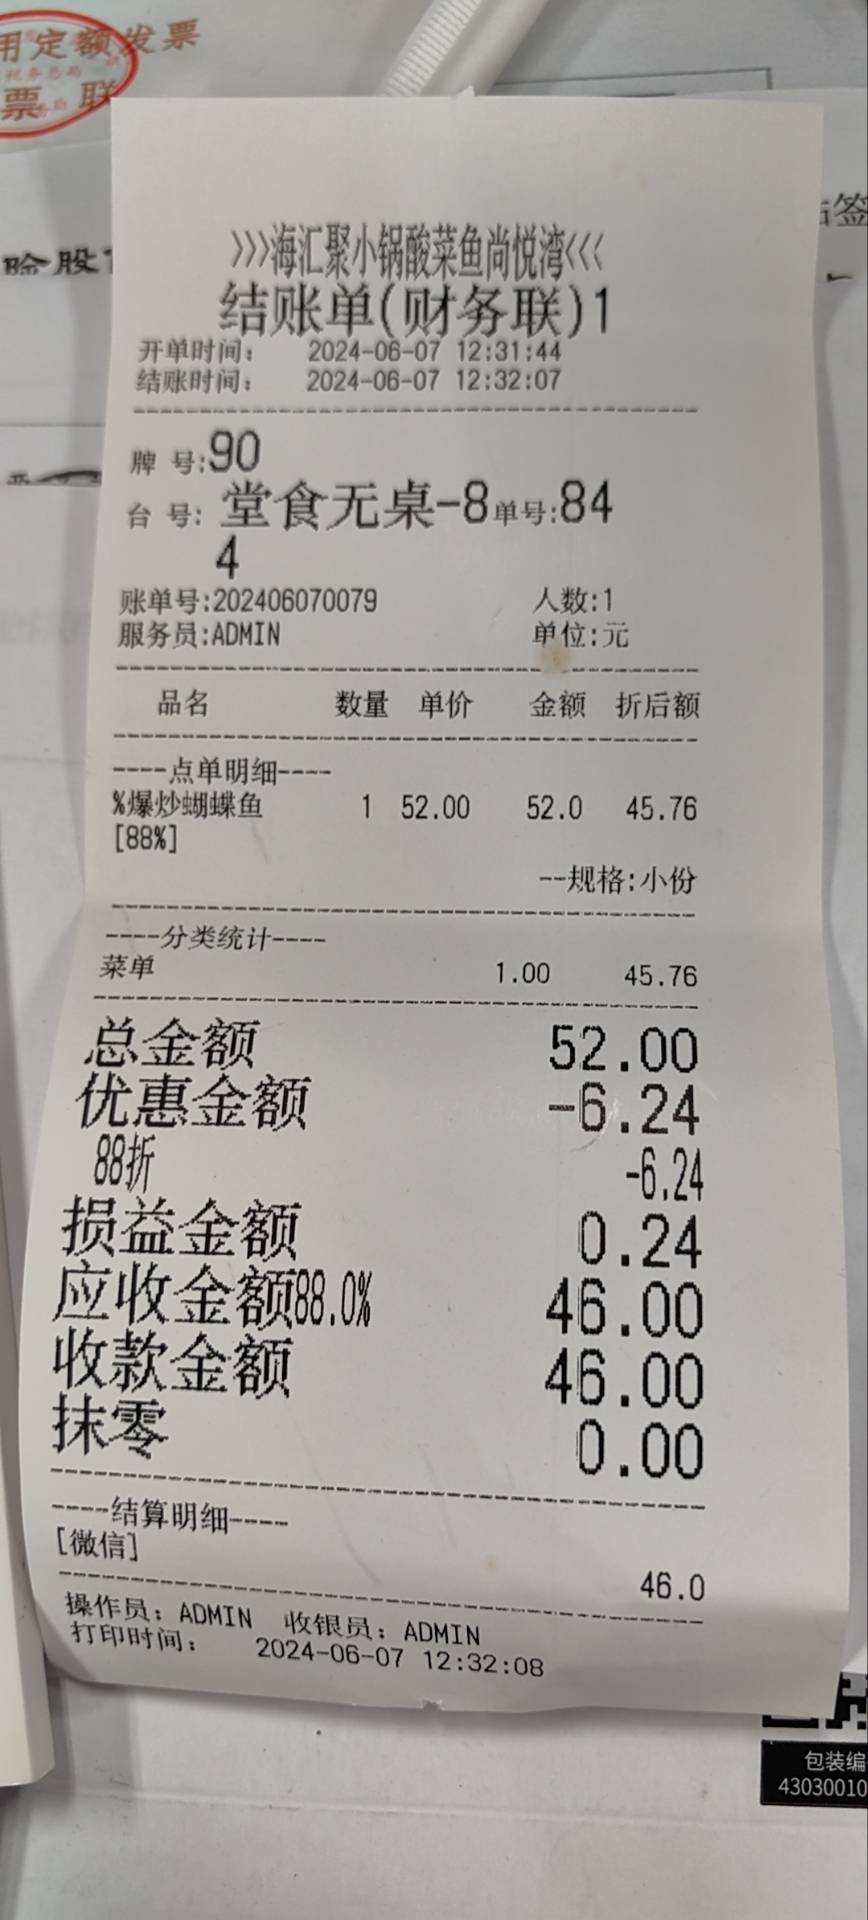 用定额发票
税务总局
票 联
险股
签
>>>海汇聚小锅酸菜鱼尚悦湾<<<
结账单(财务联)1
开单时间: 2024-06-07 12:31:44
结账时间: 2024-06-07 12:32:07
牌 号:90
台 号: 堂食无桌-8单号:84
4
账单号:202406070079 人数:1
服务员:ADMIN 单位:元
品名 数量 单价 金额 折后额
----点单明细----
%爆炒蝴蝶鱼 1 52.00 52.0 45.76
[88%]
--规格:小份
----分类统计----
菜单 1.00 45.76
总金额 52.00
优惠金额 -6.24
88折 -6.24
损益金额 0.24
应收金额88.0% 46.00
收款金额 46.00
抹零 0.00
----结算明细----
[微信] 46.0
操作员: ADMIN 收银员: ADMIN
打印时间: 2024-06-07 12:32:08
包装编
43030010